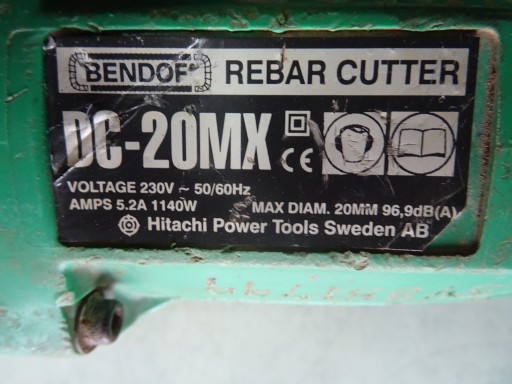 BENDOF REBAR CUTTER
DC-20MX CE
VOLTAGE 230V ~ 50/60Hz
AMPS 5.2A 1140W MAX DIAM. 20MM 96,9dB(A)
Hitachi Power Tools Sweden AB